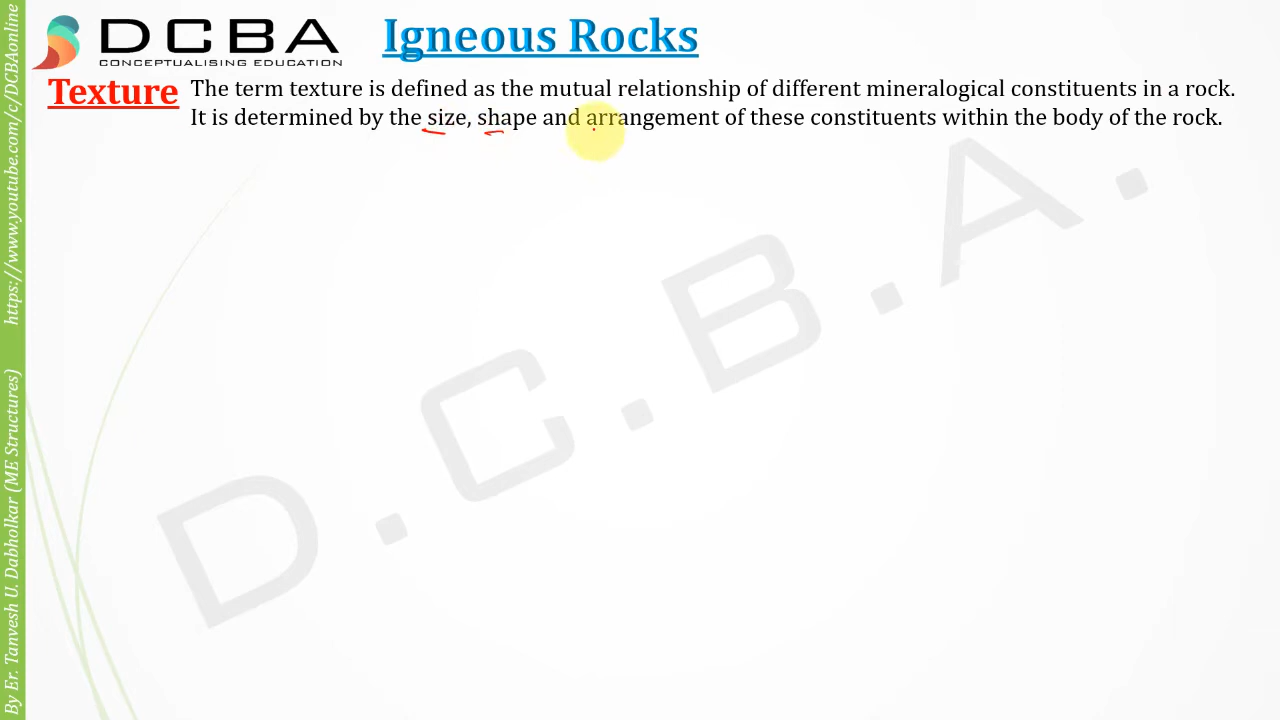 DCBA
CONCEPTUALISING EDUCATION
Igneous Rocks
Texture
The term texture is defined as the mutual relationship of different mineralogical constituents in a rock.
It is determined by the size, shape and arrangement of these constituents within the body of the rock.
D.C.B.A.
By Er. Tanvesh U. Dabholkar (ME Structures) https://www.youtube.com/c/DCBAonline